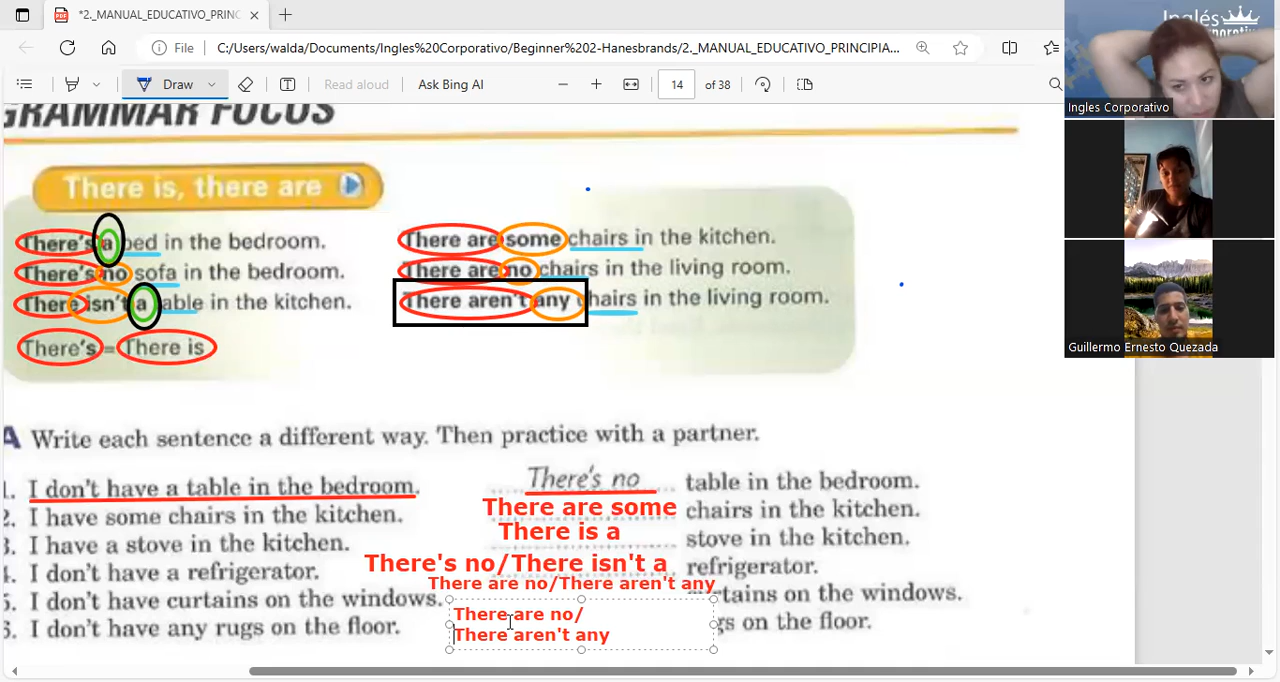 *2._MANUAL_EDUCATIVO_PRINC
File C:/Users/walda/Documents/Ingles%20Corporativo/Beginner%202-Hanesbrands/2._MANUAL_EDUCATIVO_PRINCIPIA...
Draw Read aloud Ask Bing AI 14 of 38
Inglés
GRAMMAR FOCUS
Ingles Corporativo
There is, there are
There's a bed in the bedroom.
There's no sofa in the bedroom.
There isn't a table in the kitchen.
There's = There is
There are some chairs in the kitchen.
There are no chairs in the living room.
There aren't any chairs in the living room.
Guillermo Ernesto Quezada
A Write each sentence a different way. Then practice with a partner.
1. I don't have a table in the bedroom. There's no table in the bedroom.
2. I have some chairs in the kitchen. There are some chairs in the kitchen.
3. I have a stove in the kitchen. There is a stove in the kitchen.
4. I don't have a refrigerator. There's no/There isn't a refrigerator.
5. I don't have curtains on the windows. There are no/There aren't any curtains on the windows.
6. I don't have any rugs on the floor. There are no/ rugs on the floor.
There aren't any